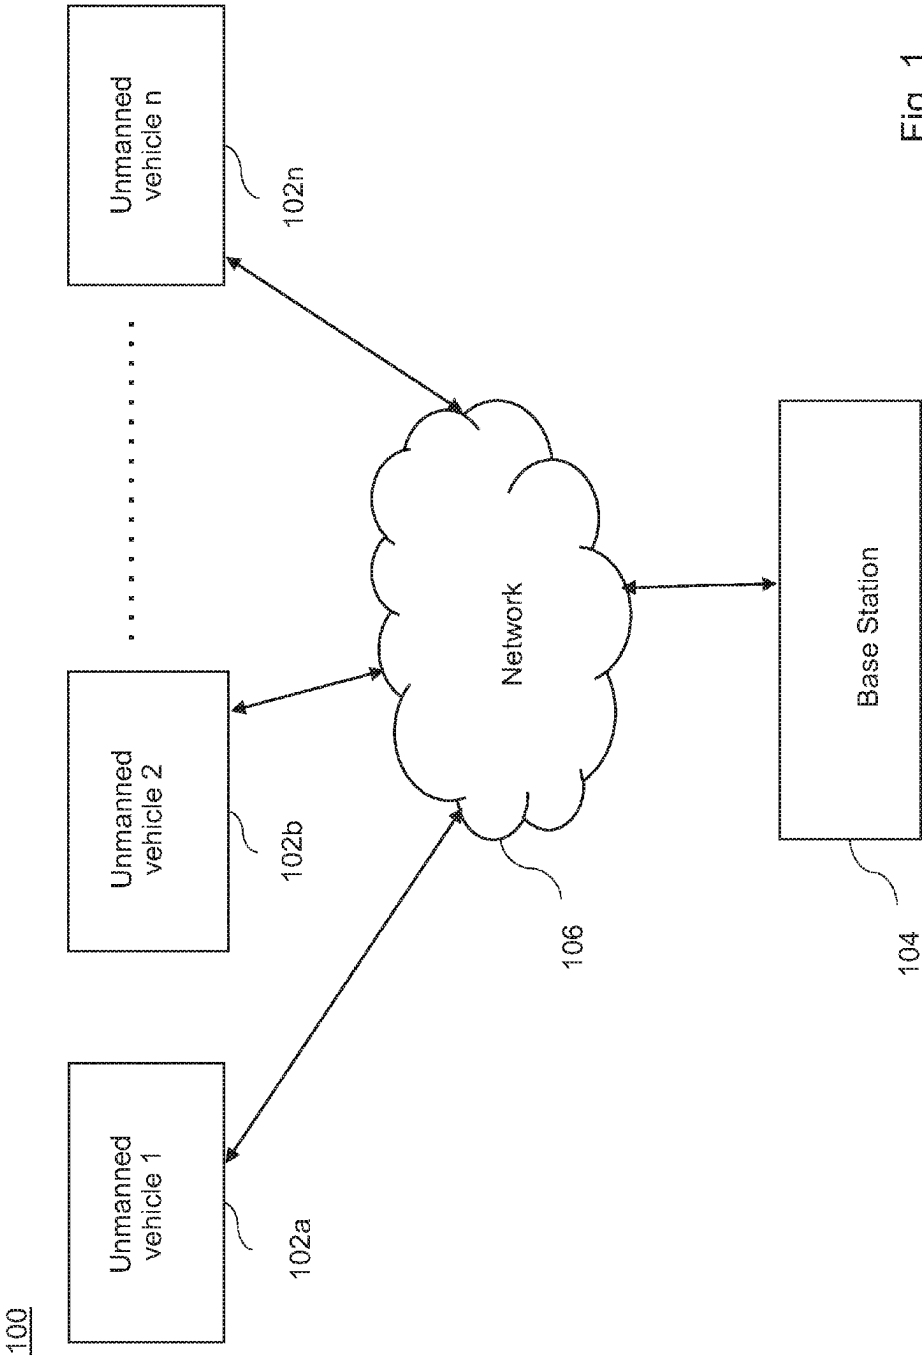 100
Unmanned
vehicle 1
102a
Unmanned
vehicle 2
102b
Unmanned
vehicle n
102n
Network
106
Base Station
104
Fig. 1